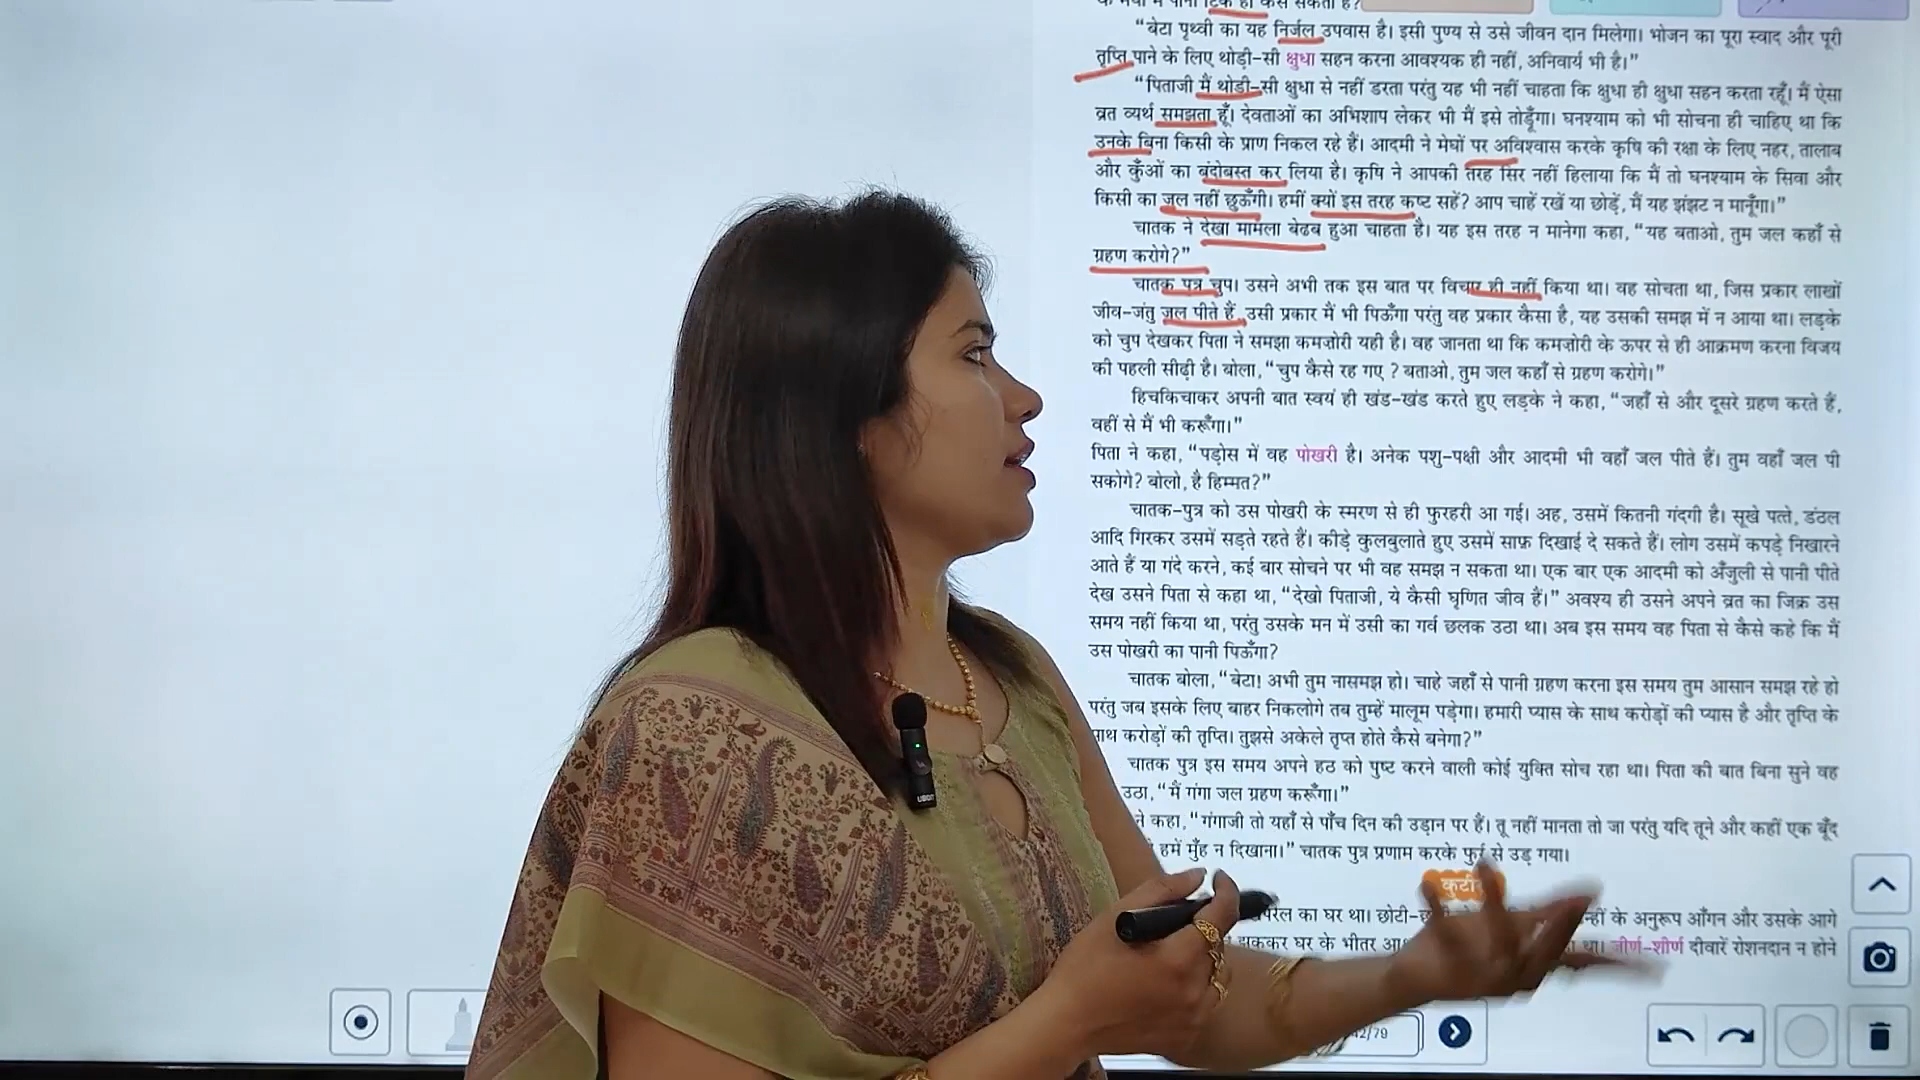 “बेटा पृथ्वी का यह निर्जल उपवास है। इसी पुण्य से उसे जीवन दान मिलेगा। भोजन का पूरा स्वाद और पूरी
तृप्ति पाने के लिए थोड़ी-सी क्षुधा सहन करना आवश्यक ही नहीं, अनिवार्य भी है।”
“पिताजी मैं थोड़ी-सी क्षुधा से नहीं डरता परंतु यह भी नहीं चाहता कि क्षुधा ही क्षुधा सहन करता रहूँ। मैं ऐसा
व्रत व्यर्थ समझता हूँ। देवताओं का अभिशाप लेकर भी मैं इसे तोड़ूँगा। घनश्याम को भी सोचना ही चाहिए था कि
उनके बिना किसी के प्राण निकल रहे हैं। आदमी ने मेघों पर अविश्वास करके कृषि की रक्षा के लिए नहर, तालाब
और कुँओं का बंदोबस्त कर लिया है। कृषि ने आपकी तरह सिर नहीं हिलाया कि मैं तो घनश्याम के सिवा और
किसी का जल नहीं छुऊँगी। हमीं क्यों इस तरह कष्ट सहें? आप चाहें रखें या छोड़ें, मैं यह झंझट न मानूँगा।”
चातक ने देखा मामला बेढब हुआ चाहता है। यह इस तरह न मानेगा कहा, “यह बताओ, तुम जल कहाँ से
ग्रहण करोगे?”
चातक पुत्र चुप। उसने अभी तक इस बात पर विचार ही नहीं किया था। वह सोचता था, जिस प्रकार लाखों
जीव-जंतु जल पीते हैं, उसी प्रकार मैं भी पिऊँगा परंतु वह प्रकार कैसा है, यह उसकी समझ में न आया था। लड़के
को चुप देखकर पिता ने समझा कमज़ोरी यही है। वह जानता था कि कमज़ोरी के ऊपर से ही आक्रमण करना विजय
की पहली सीढ़ी है। बोला, “चुप कैसे रह गए ? बताओ, तुम जल कहाँ से ग्रहण करोगे।”
हिचकिचाकर अपनी बात स्वयं ही खंड-खंड करते हुए लड़के ने कहा, “जहाँ से और दूसरे ग्रहण करते हैं,
वहीं से मैं भी करूँगा।”
पिता ने कहा, “पड़ोस में वह पोखरी है। अनेक पशु-पक्षी और आदमी भी वहाँ जल पीते हैं। तुम वहाँ जल पी
सकोगे? बोलो, है हिम्मत?”
चातक-पुत्र को उस पोखरी के स्मरण से ही फुरहरी आ गई। अह, उसमें कितनी गंदगी है। सूखे पत्ते, डंठल
आदि गिरकर उसमें सड़ते रहते हैं। कीड़े कुलबुलाते हुए उसमें साफ़ दिखाई दे सकते हैं। लोग उसमें कपड़े निखारने
आते हैं या गंदे करने, कई बार सोचने पर भी वह समझ न सकता था। एक बार एक आदमी को अँजुली से पानी पीते
देख उसने पिता से कहा था, “देखो पिताजी, ये कैसी घृणित जीव हैं।” अवश्य ही उसने अपने व्रत का जिक्र उस
समय नहीं किया था, परंतु उसके मन में उसी का गर्व छलक उठा था। अब इस समय वह पिता से कैसे कहे कि मैं
उस पोखरी का पानी पिऊँगा?
चातक बोला, “बेटा! अभी तुम नासमझ हो। चाहे जहाँ से पानी ग्रहण करना इस समय तुम आसान समझ रहे हो
परंतु जब इसके लिए बाहर निकलोगे तब तुम्हें मालूम पड़ेगा। हमारी प्यास के साथ करोड़ों की प्यास है और तृप्ति के
साथ करोड़ों की तृप्ति। तुझसे अकेले तृप्त होते कैसे बनेगा?”
चातक पुत्र इस समय अपने हठ को पुष्ट करने वाली कोई युक्ति सोच रहा था। पिता की बात बिना सुने वह
उठा, “मैं गंगा जल ग्रहण करूँगा।”
ने कहा, “गंगाजी तो यहाँ से पाँच दिन की उड़ान पर हैं। तू नहीं मानता तो जा परंतु यदि तूने और कहीं एक बूँद
हमें मुँह न दिखाना।” चातक पुत्र प्रणाम करके फुर्र से उड़ गया।
का घर था। के अनुरूप आँगन और उसके आगे
झुककर घर के भीतर था। जीर्ण-शीर्ण दीवारें रोशनदान न होने